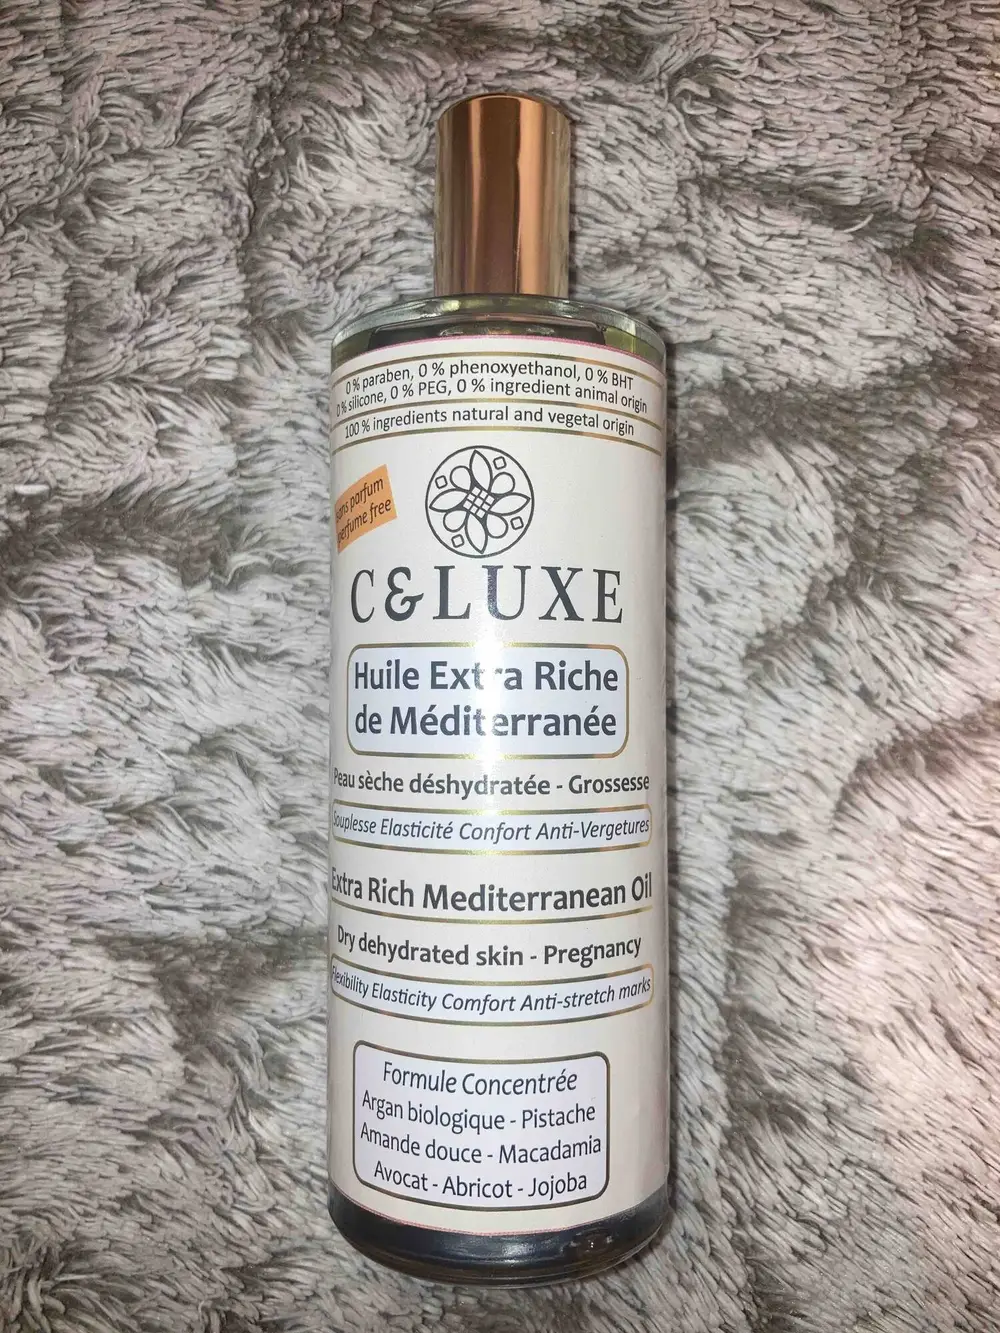 0 % paraben, 0 % phenoxyethanol, 0 % BHT
0 % silicone, 0 % PEG, 0 % ingredient animal origin
100 % ingredients natural and vegetal origin
sans parfum
perfume free
C&LUXE
Huile Extra Riche
de Méditerranée
Peau sèche déshydratée - Grossesse
Souplesse Elasticité Confort Anti-Vergetures
Extra Rich Mediterranean Oil
Dry dehydrated skin - Pregnancy
Flexibility Elasticity Comfort Anti-stretch marks
Formule Concentrée
Argan biologique - Pistache
Amande douce - Macadamia
Avocat - Abricot - Jojoba